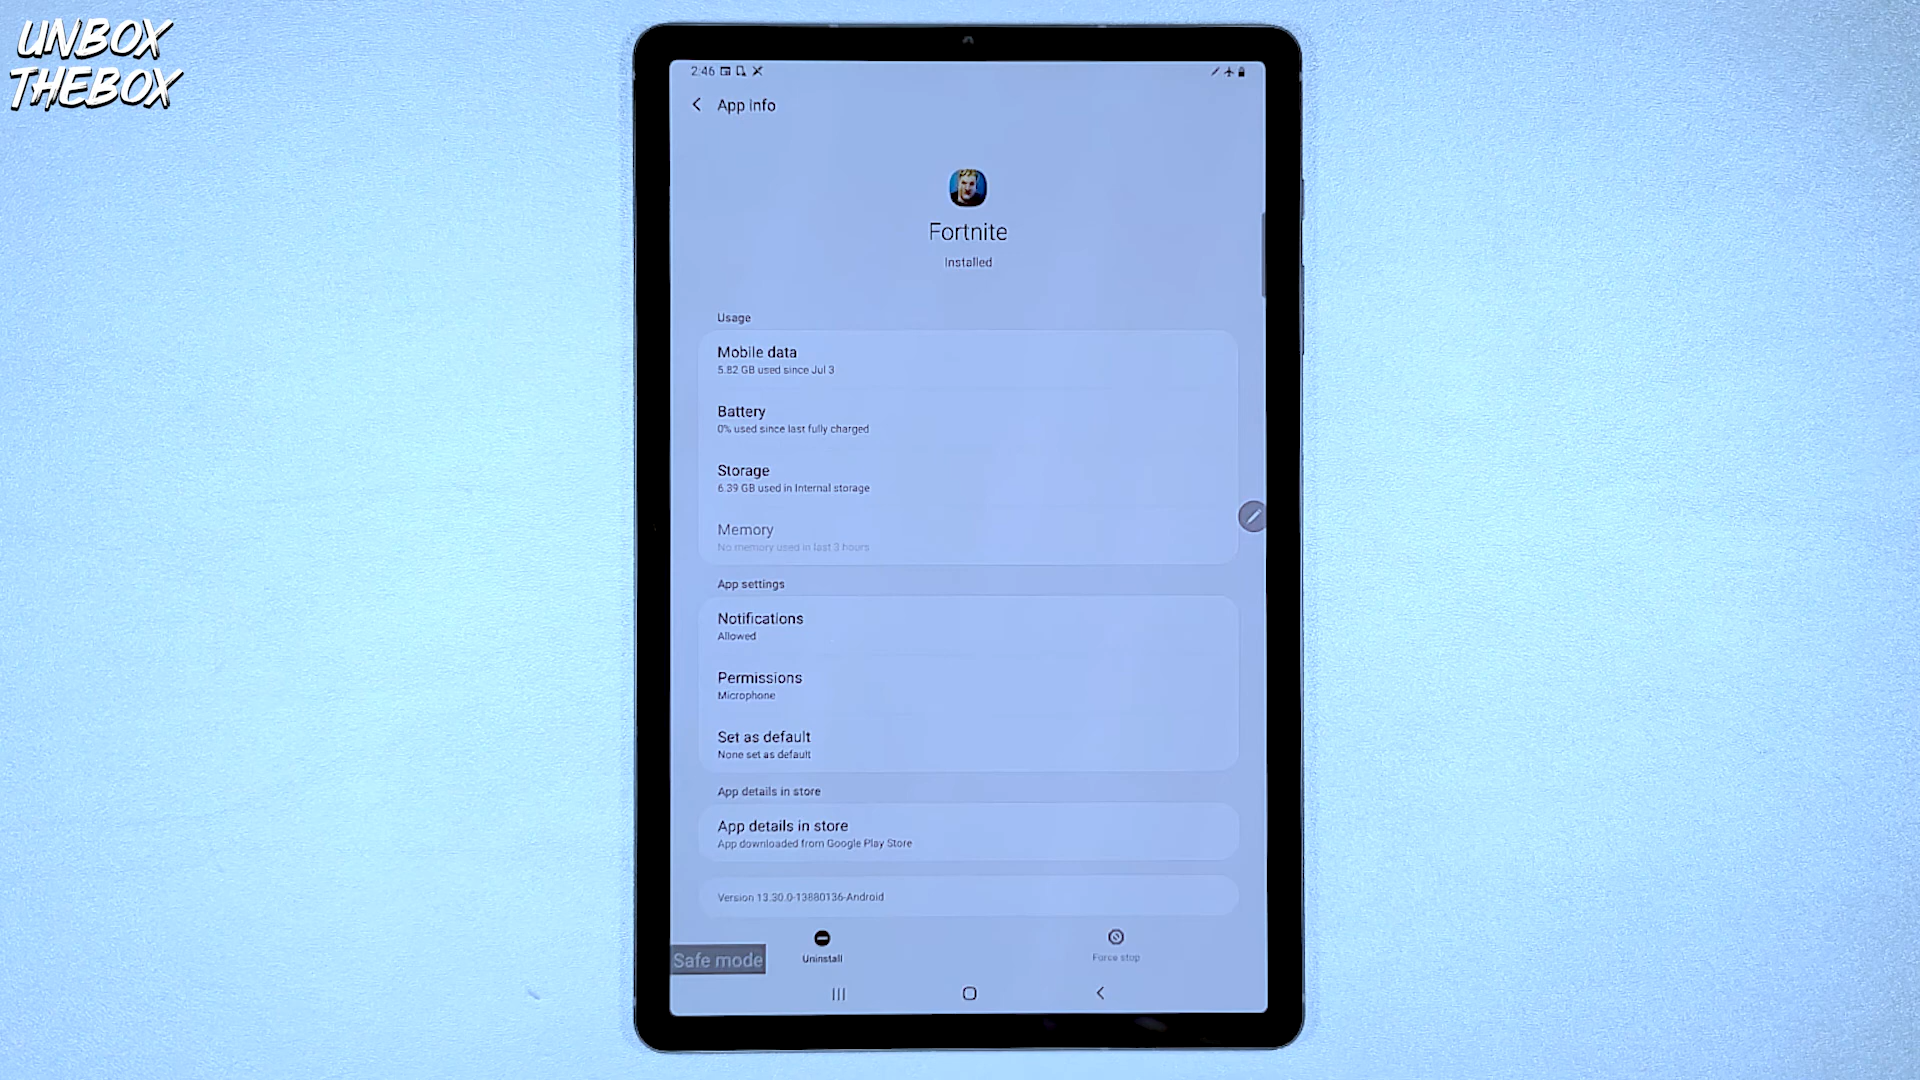 UNBOX
THEBOX
2:46
App info
Fortnite
Installed
Usage
Mobile data
5.82 GB used since Jul 3
Battery
0% used since last fully charged
Storage
6.39 GB used in Internal storage
Memory
No memory used in last 3 hours
App settings
Notifications
Allowed
Permissions
Microphone
Set as default
None set as default
App details in store
App details in store
App downloaded from Google Play Store
Version 13.30.0-13880136-Android
Safe mode
Uninstall
Force stop